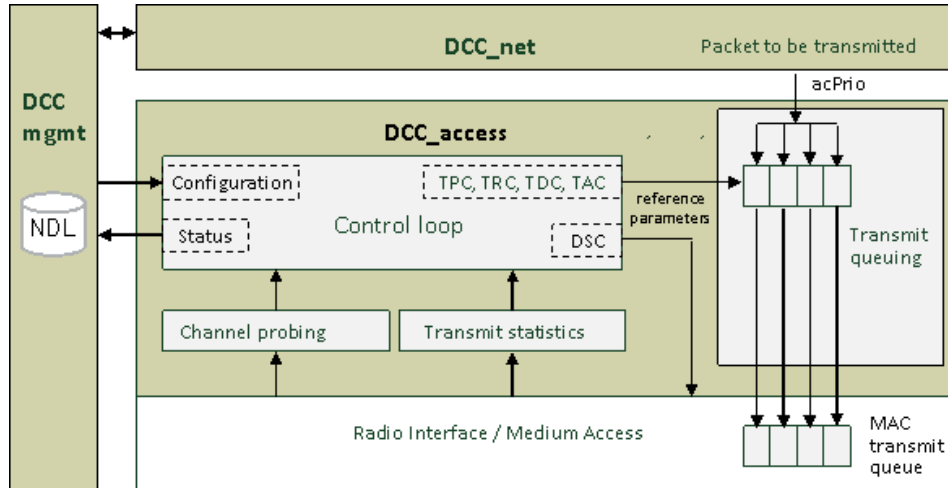 DCC_net
Packet to be transmitted
DCC
mgmt
NDL
acPrio
DCC_access
Configuration
TPC, TRC, TDC, TAC
Control loop
Status
DSC
reference
parameters
Transmit
queuing
Channel probing
Transmit statistics
Radio Interface / Medium Access
MAC
transmit
queue